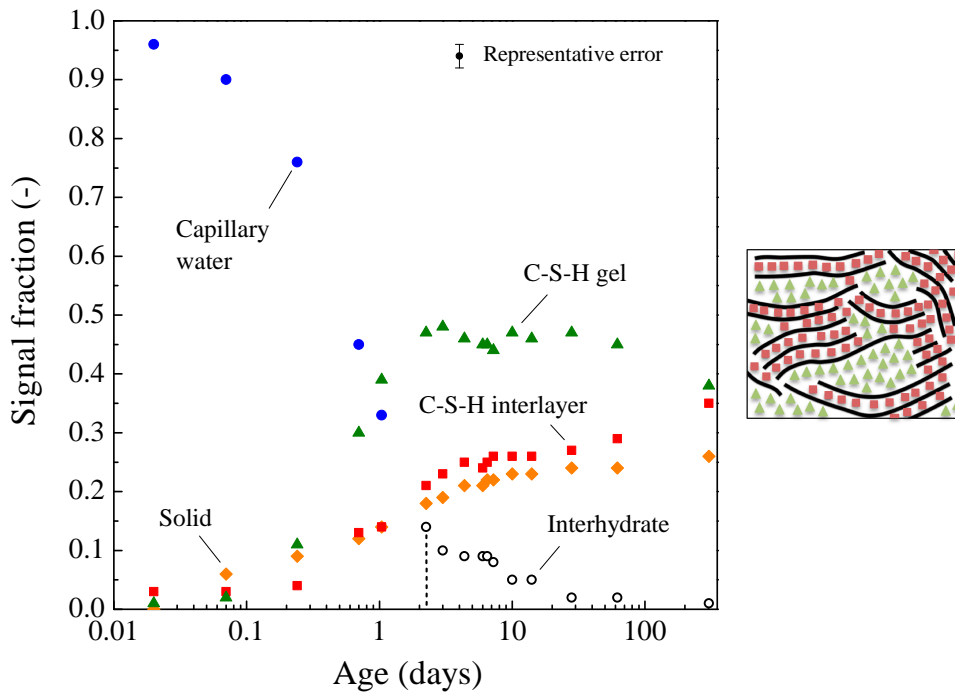 1.0
0.9
0.8
0.7
0.6
0.5
0.4
0.3
0.2
0.1
0.0
0.01
0.1
1
10
100
Signal fraction (-)
Age (days)
Representative error
Capillary
water
C-S-H gel
C-S-H interlayer
Solid
Interhydrate